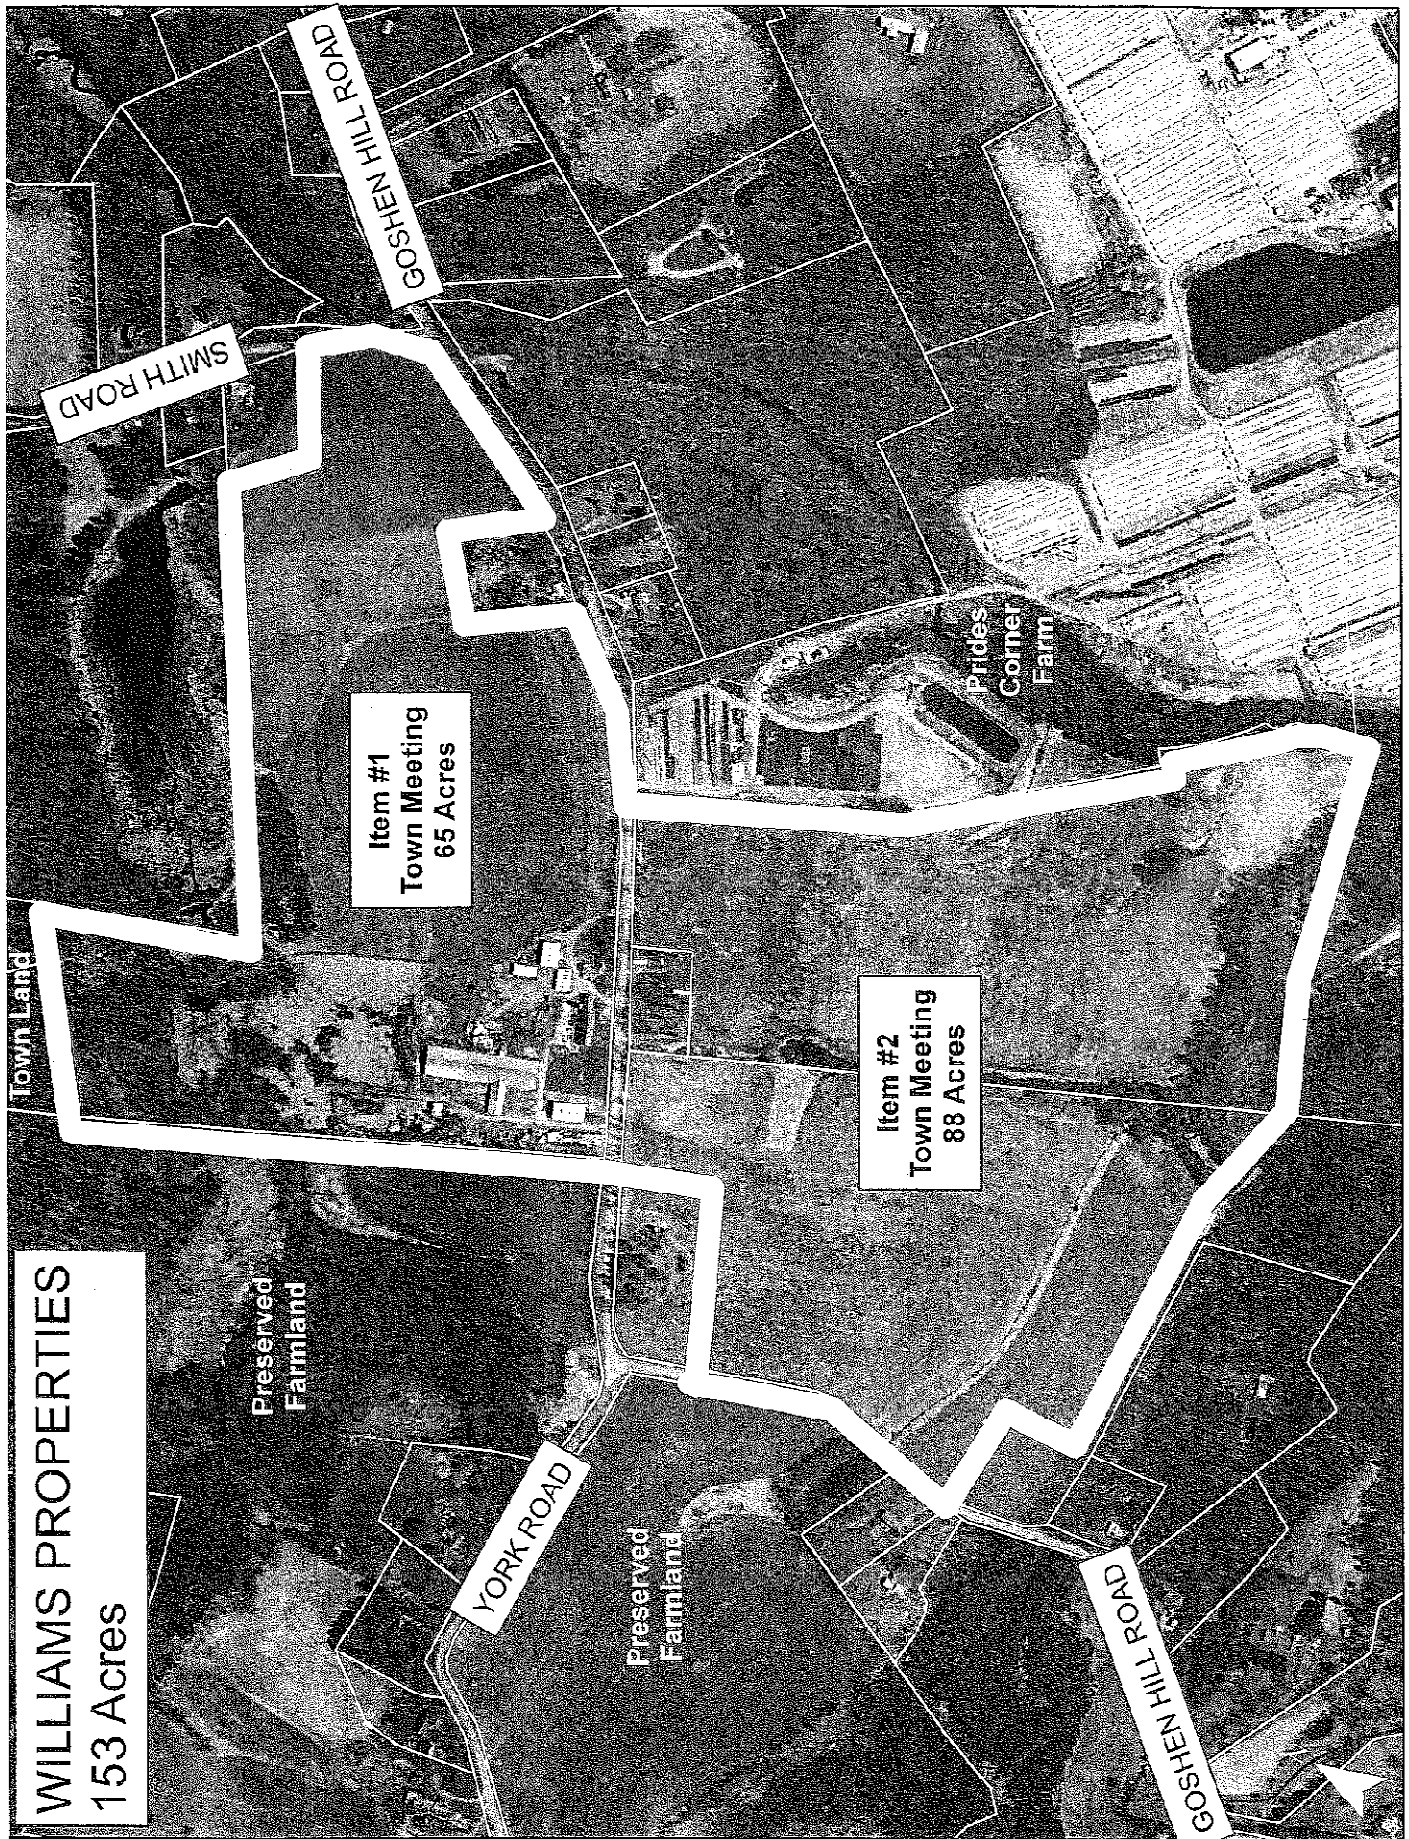 WILLIAMS PROPERTIES
153 Acres
Town Land
SMITH ROAD
GOSHEN HILL ROAD
Preserved
Farmland
Item #1
Town Meeting
65 Acres
YORK ROAD
Preserved
Farmland
Item #2
Town Meeting
88 Acres
Prides
Corner
Farm
GOSHEN HILL ROAD